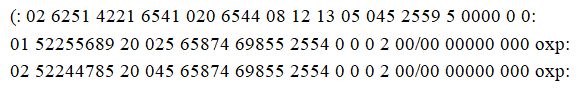 (: 02 6251 4221 6541 020 6544 08 12 13 05 045 2559 5 0000 0 0:
01 52255689 20 025 65874 69855 2554 0 0 0 2 00/00 00000 000 oxp:
02 52244785 20 045 65874 69855 2554 0 0 0 2 00/00 00000 000 oxp: